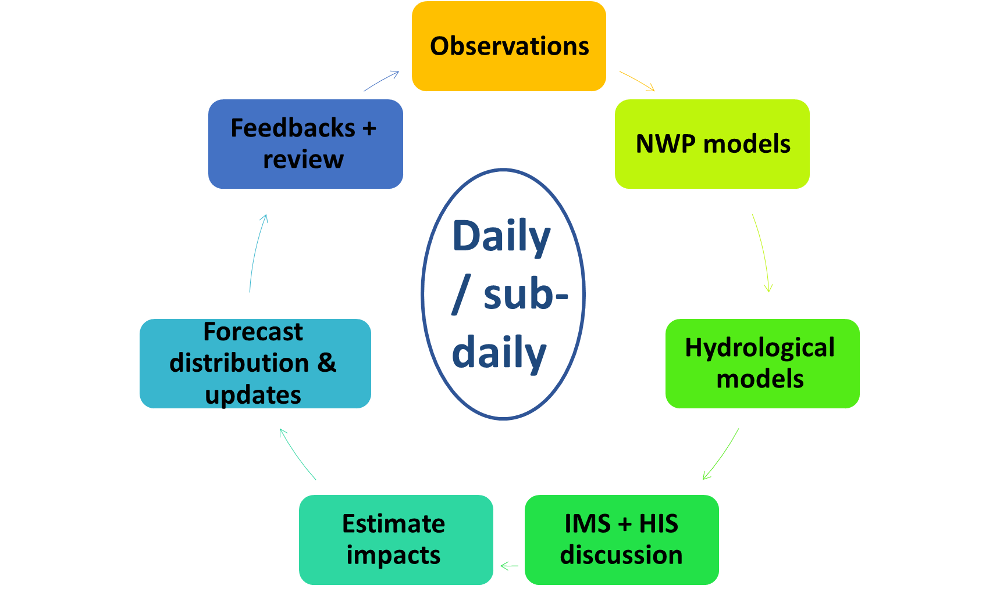 Observations
NWP models
Hydrological
models
IMS + HIS
discussion
Estimate
impacts
Forecast
distribution &
updates
Feedbacks +
review
Daily
/ sub-
daily